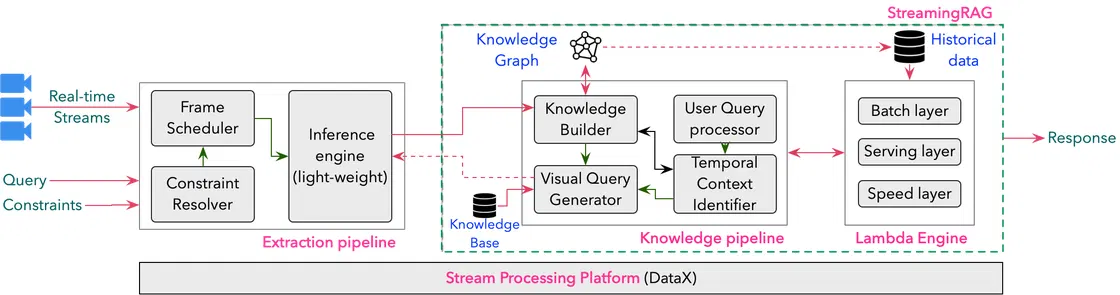 StreamingRAG
Knowledge
Graph
Historical
data
Real-time
Streams
Query
Constraints
Frame
Scheduler
Constraint
Resolver
Inference
engine
(light-weight)
Extraction pipeline
Knowledge
Builder
User Query
processor
Visual Query
Generator
Temporal
Context
Identifier
Knowledge
Base
Knowledge pipeline
Batch layer
Serving layer
Speed layer
Lambda Engine
Response
Stream Processing Platform (DataX)